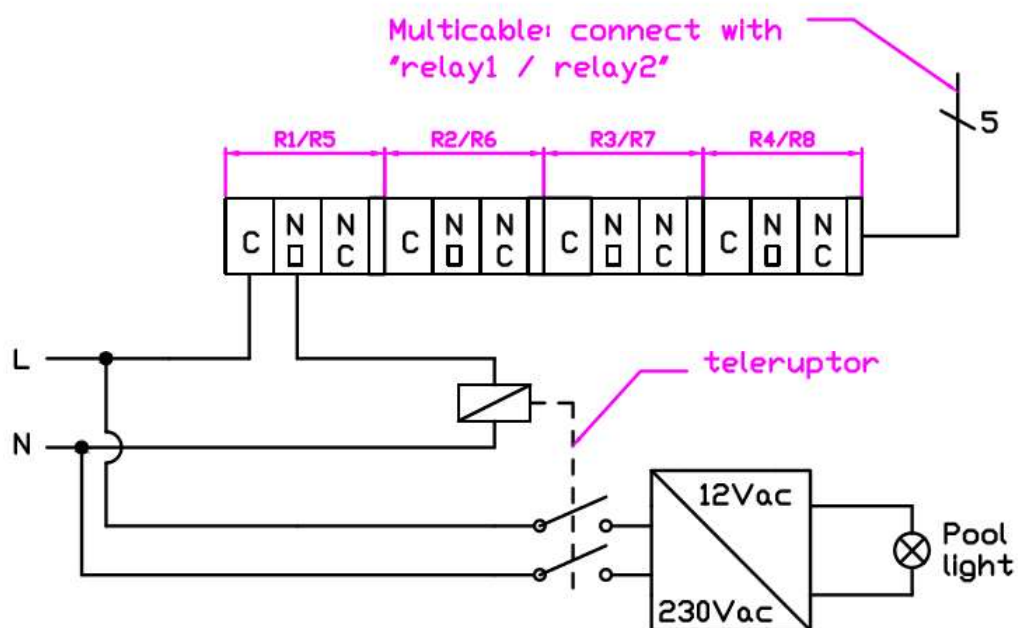 Multicable: connect with
"relay1 / relay2"
5
R1/R5 R2/R6 R3/R7 R4/R8
C NO NC C NO NC C NO NC C NO NC
L
teleruptor
N
12Vac
Pool
light
230Vac